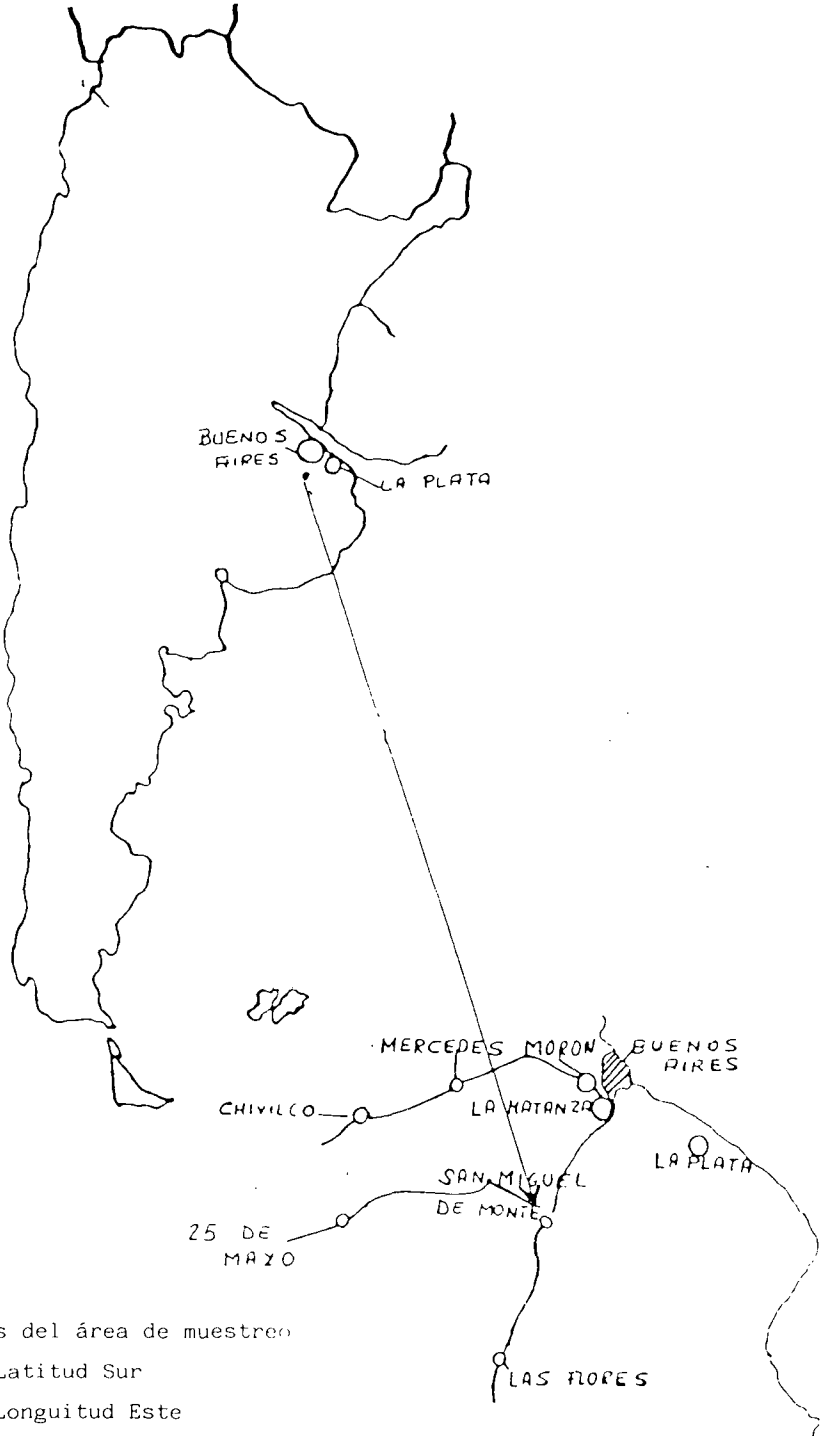 BUENOS
AIRES
LA PLATA
MERCEDES MORON BUENOS
AIRES
CHIVILCO
LA MATANZA
LA PLATA
SAN MIGUEL
DE MONTE
25 DE
MAYO
s del área de muestreo
Latitud Sur
Longuitud Este
LAS FLORES